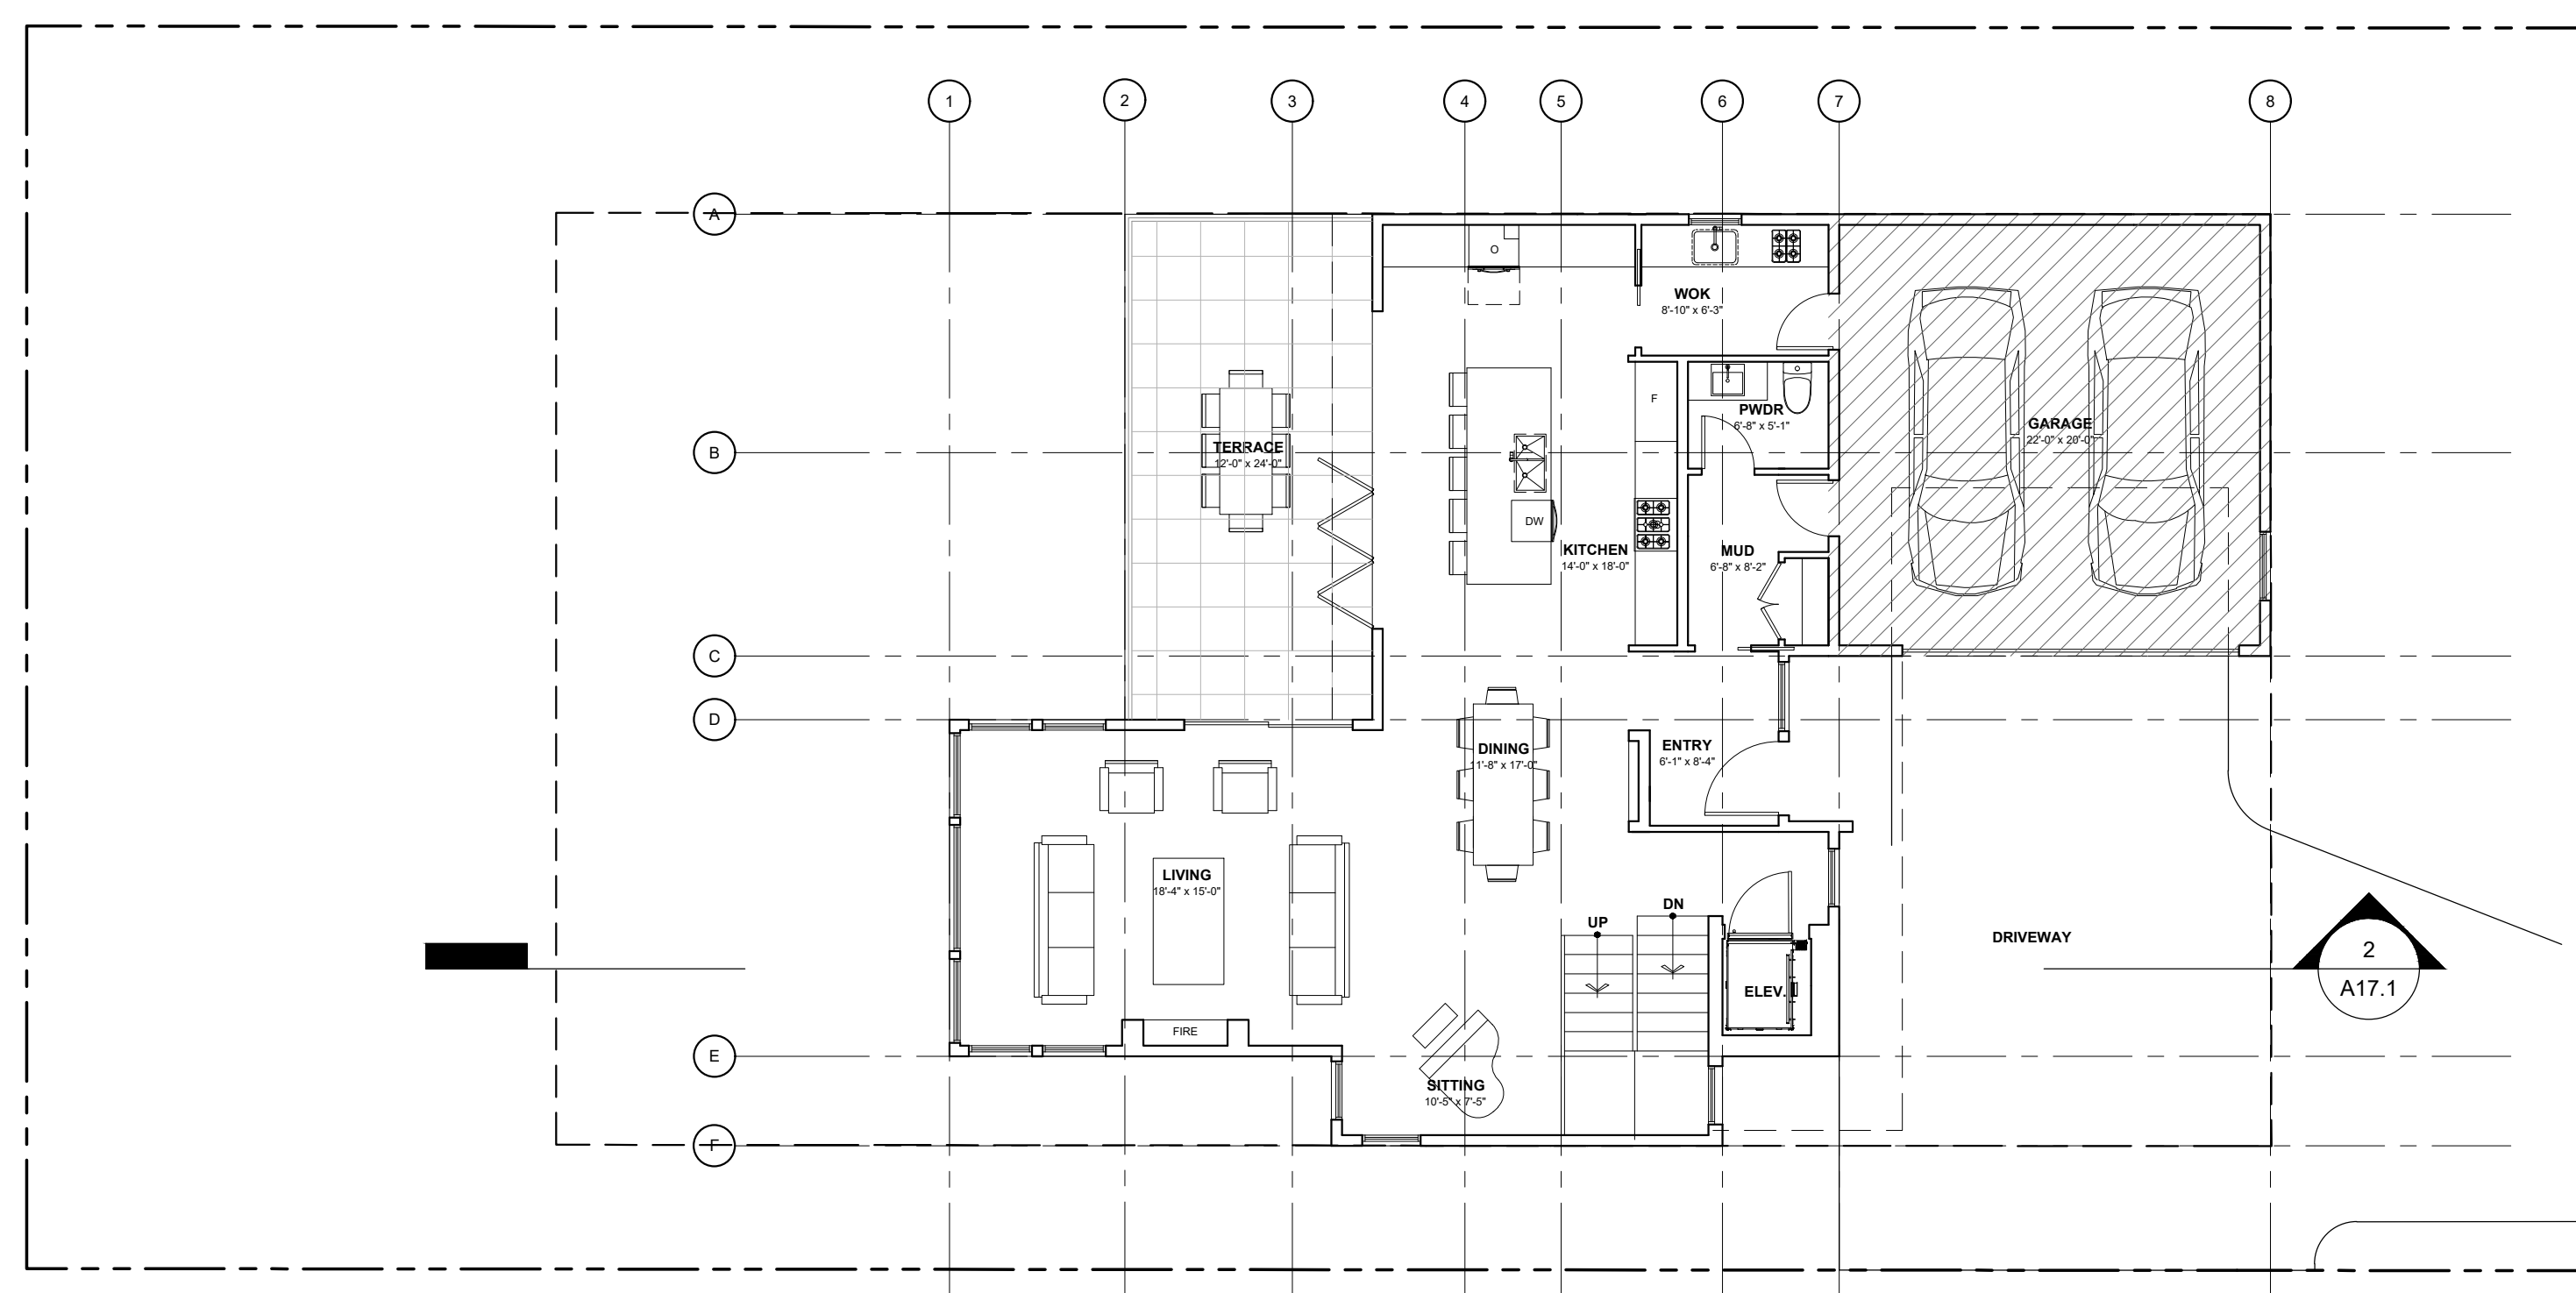 1
2
3
4
5
6
7
8
A
O
WOK
8'-10" x 6'-3"
F
PWDR
6'-8" x 5'-1"
GARAGE
22'-0" x 20'-0"
B
TERRACE
12'-0" x 24'-0"
DW
KITCHEN
14'-0" x 18'-0"
MUD
6'-8" x 8'-2"
C
D
DINING
11'-8" x 17'-0"
ENTRY
6'-1" x 8'-4"
LIVING
18'-4" x 15'-0"
UP
DN
DRIVEWAY
2
A17.1
ELEV.
FIRE
E
SITTING
10'-5" x 7'-5"
F